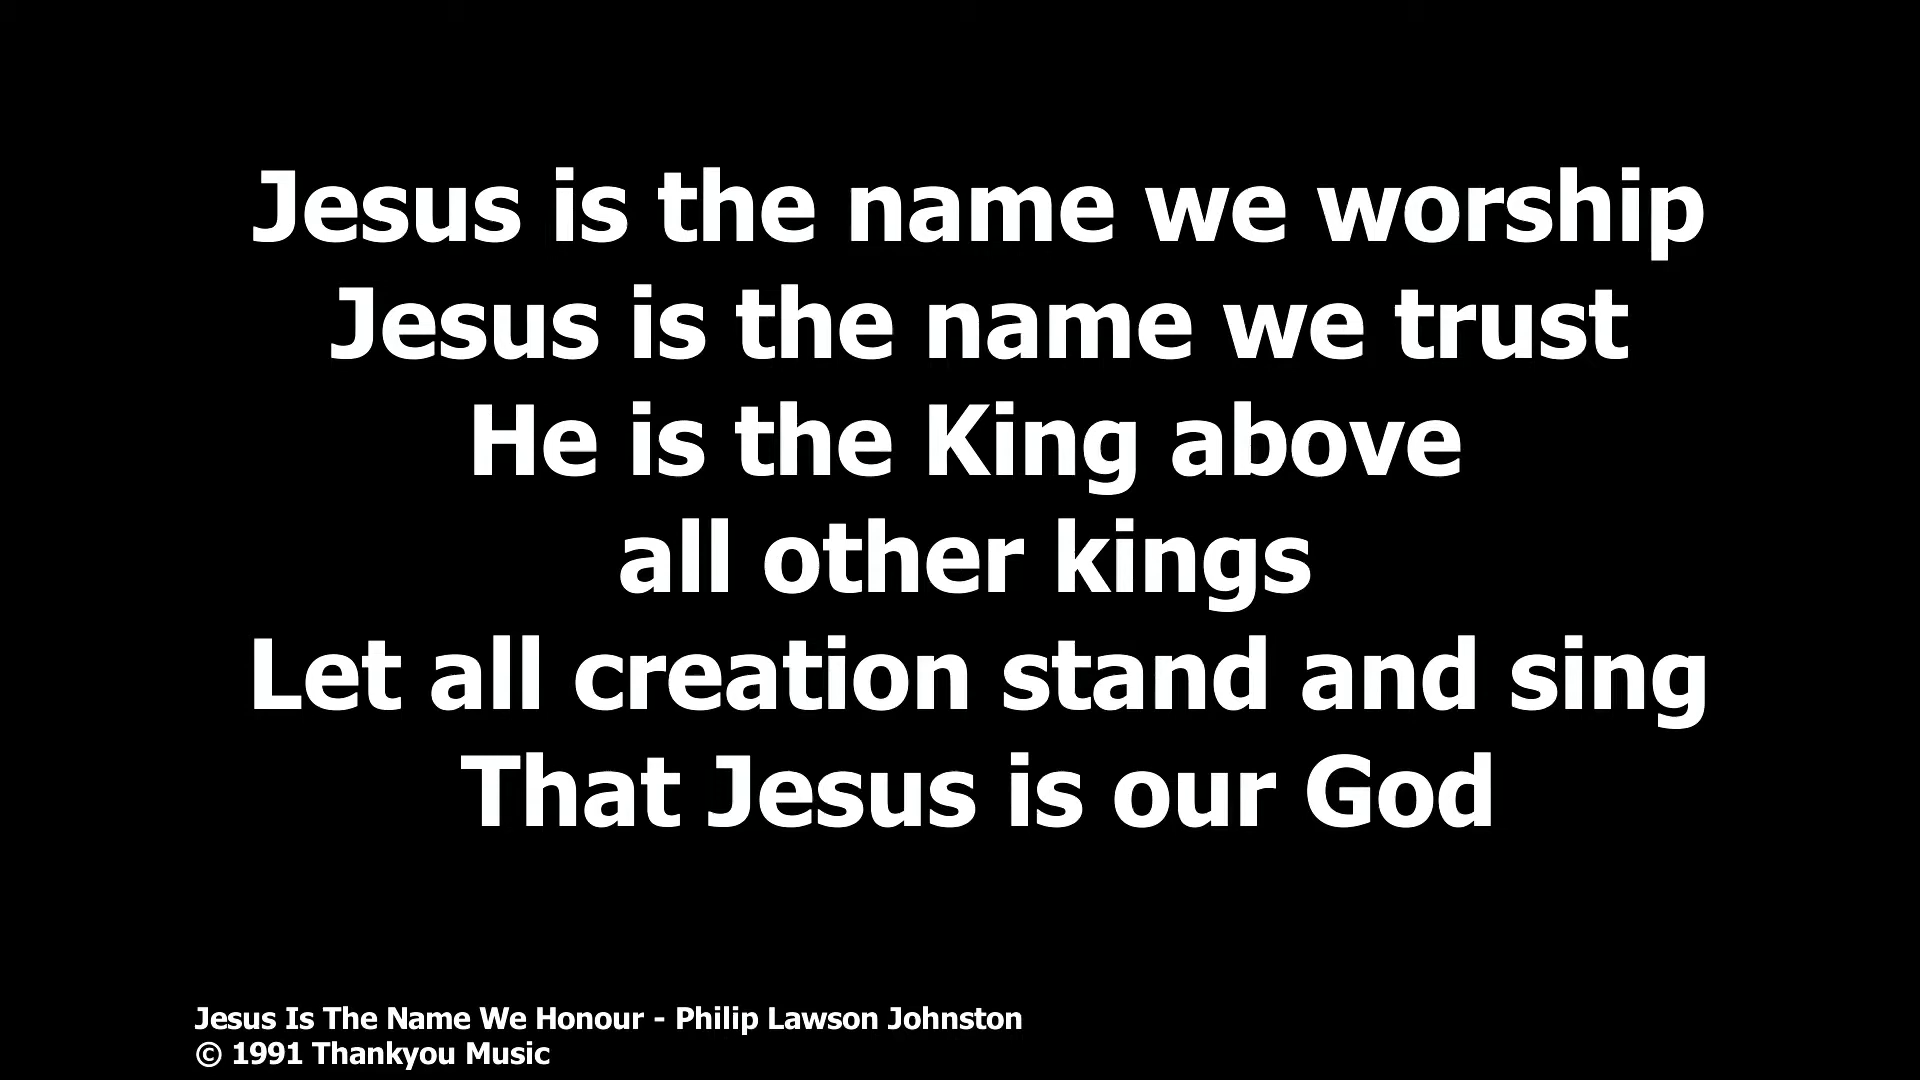 Jesus is the name we worship
Jesus is the name we trust
He is the King above
all other kings
Let all creation stand and sing
That Jesus is our God
Jesus Is The Name We Honour - Philip Lawson Johnston
© 1991 Thankyou Music